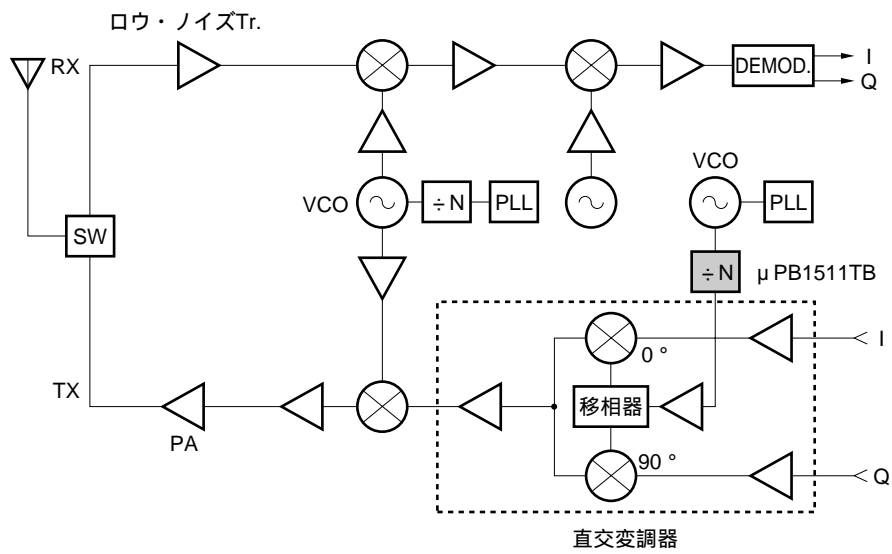 ロウ・ノイズTr.
RX
DEMOD.
I
Q
VCO
÷N
PLL
VCO
PLL
SW
÷N
μPB1511TB
0°
I
TX
移相器
PA
90°
Q
直交変調器